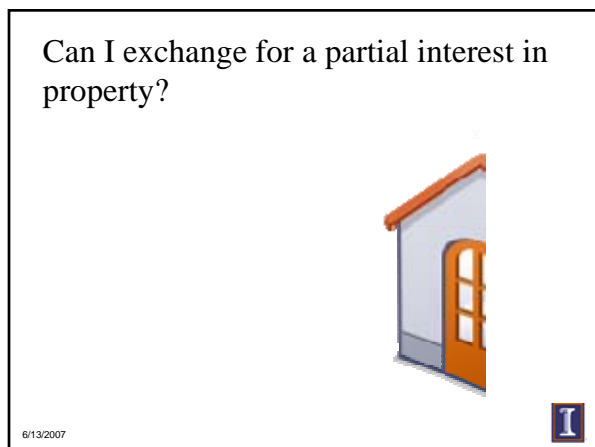 Can I exchange for a partial interest in
property?
6/13/2007
I